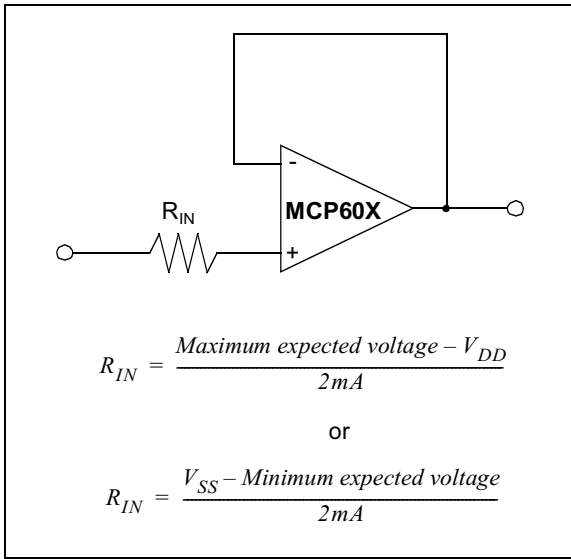 -
R_IN
MCP60X
+
R_IN = Maximum expected voltage – V_DD
2mA
or
R_IN = V_SS – Minimum expected voltage
2mA